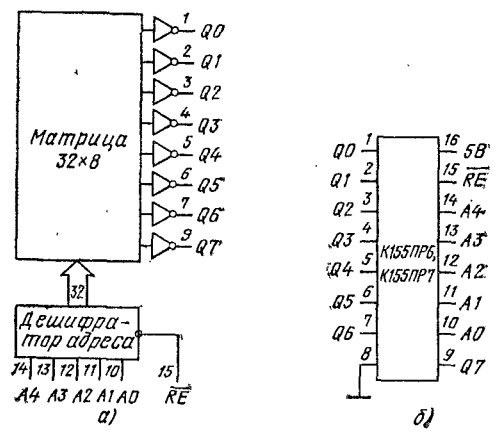 1 Q0
2 Q1
3 Q2
4 Q3
5 Q4
6 Q5
7 Q6
9 Q7
Матрица
32×8
32
Дешифра-
тор адреса
14 13 12 11 10
A4 A3 A2 A1 A0
15
RE
а)
Q0 1
Q1 2
Q2 3
Q3 4
Q4 5
Q5 6
Q6 7
8
К155ПР6,
К155ПР7
16 5В
15 RE
14 A4
13 A3
12 A2
11 A1
10 A0
9 Q7
б)